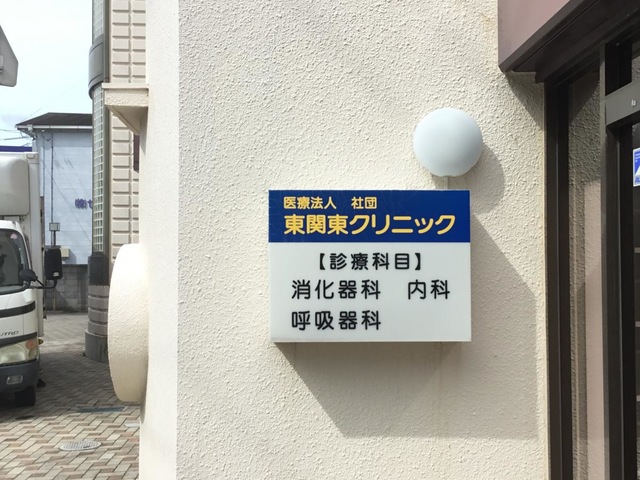 医療法人　社団
東関東クリニック
【診療科目】
消化器科　内科
呼吸器科